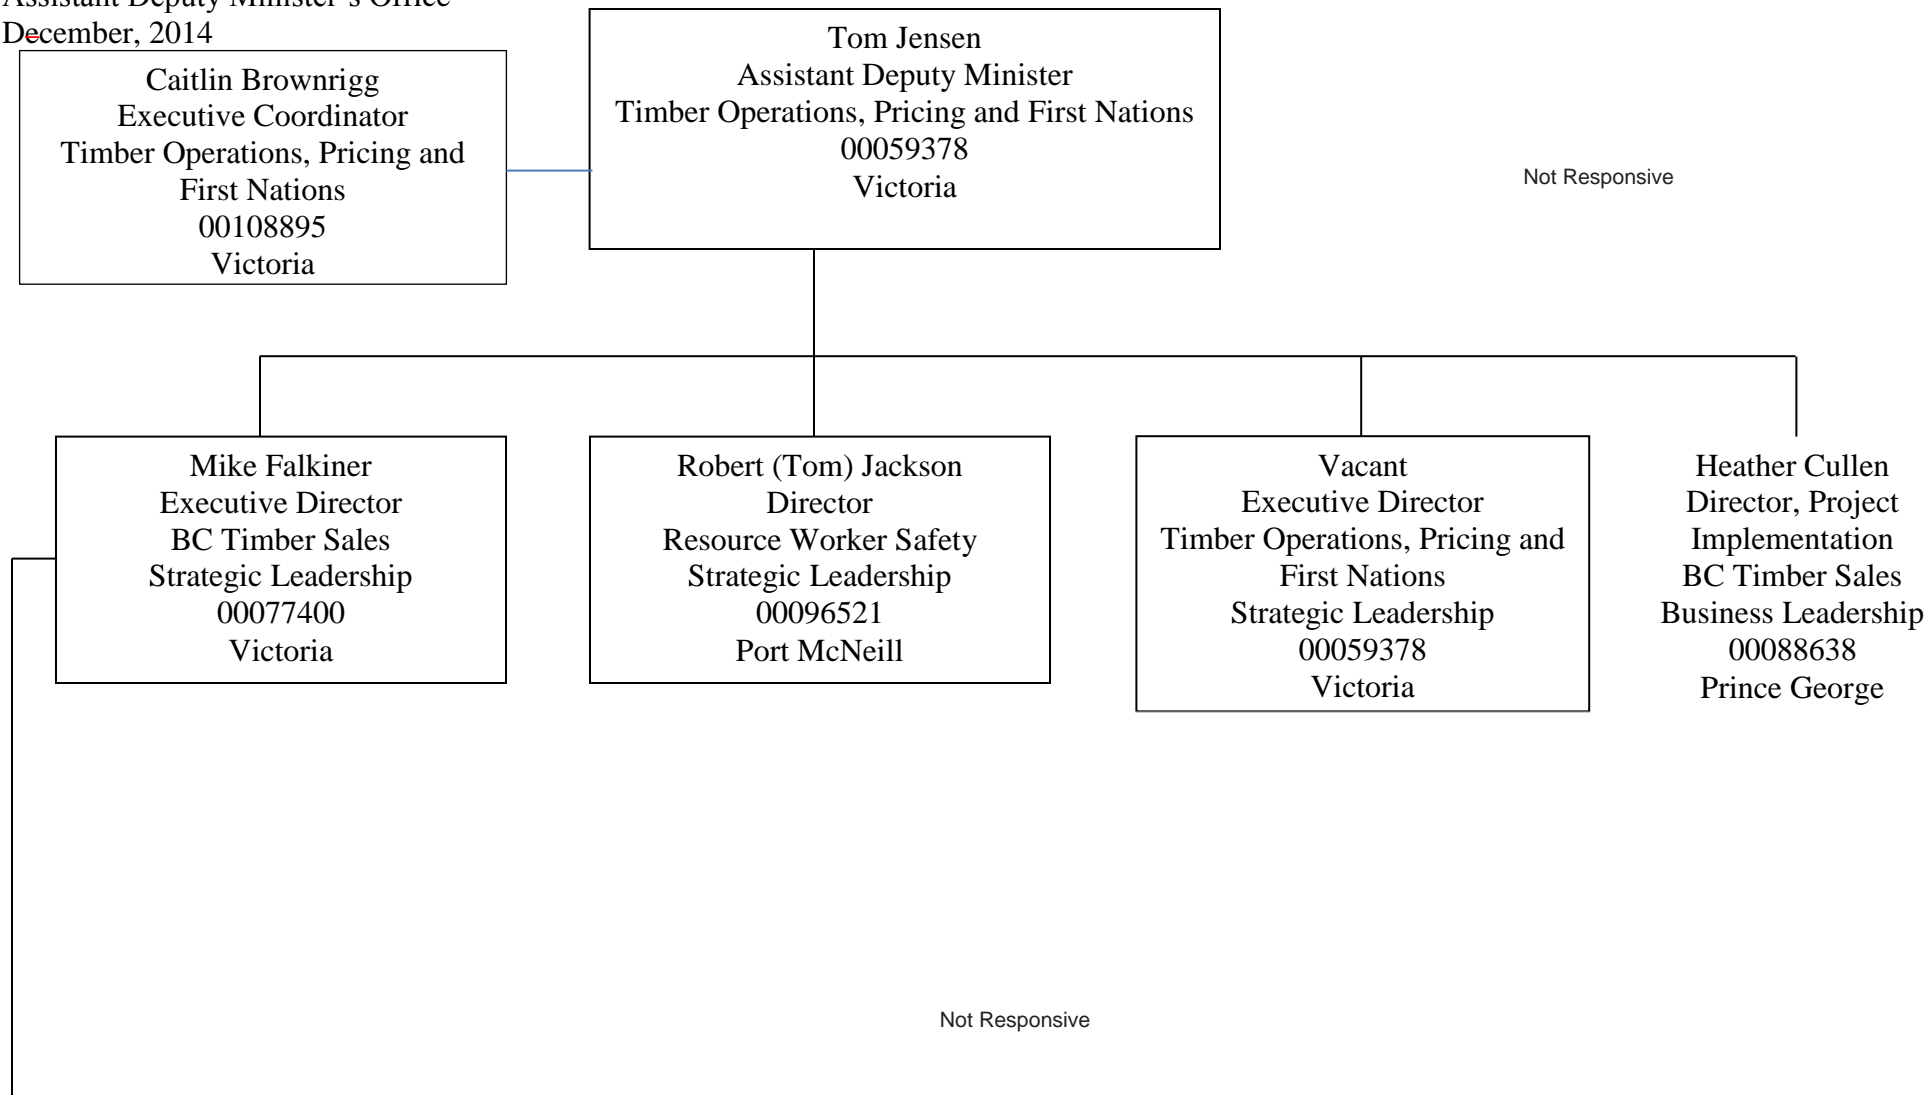 Assistant Deputy Minister's Office
December, 2014
Caitlin Brownrigg
Executive Coordinator
Timber Operations, Pricing and
First Nations
00108895
Victoria
Tom Jensen
Assistant Deputy Minister
Timber Operations, Pricing and First Nations
00059378
Victoria
Not Responsive
Mike Falkiner
Executive Director
BC Timber Sales
Strategic Leadership
00077400
Victoria
Robert (Tom) Jackson
Director
Resource Worker Safety
Strategic Leadership
00096521
Port McNeill
Vacant
Executive Director
Timber Operations, Pricing and
First Nations
Strategic Leadership
00059378
Victoria
Heather Cullen
Director, Project
Implementation
BC Timber Sales
Business Leadership
00088638
Prince George
Not Responsive